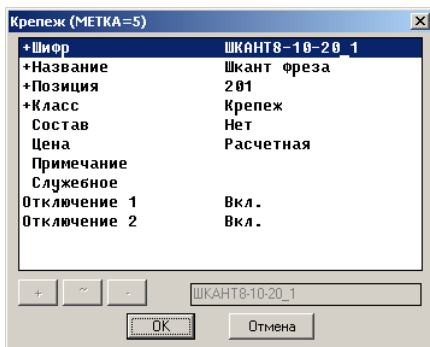 Крепеж (МЕТКА=5)
+Шифр ШКАНТ8-10-20_1
+Название Шкант фреза
+Позиция 201
+Класс Крепеж
Состав Нет
Цена Расчетная
Примечание
Служебное
Отключение 1 Вкл.
Отключение 2 Вкл.
+ ~ - ШКАНТ8-10-20_1
OK Отмена